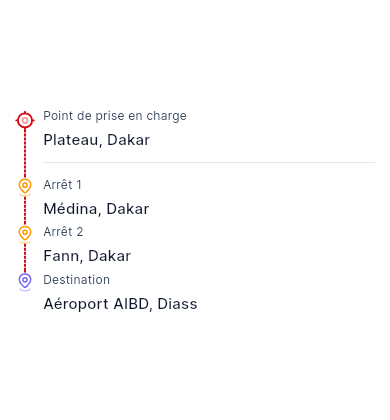 Point de prise en charge
Plateau, Dakar
Arrêt 1
Médina, Dakar
Arrêt 2
Fann, Dakar
Destination
Aéroport AIBD, Diass